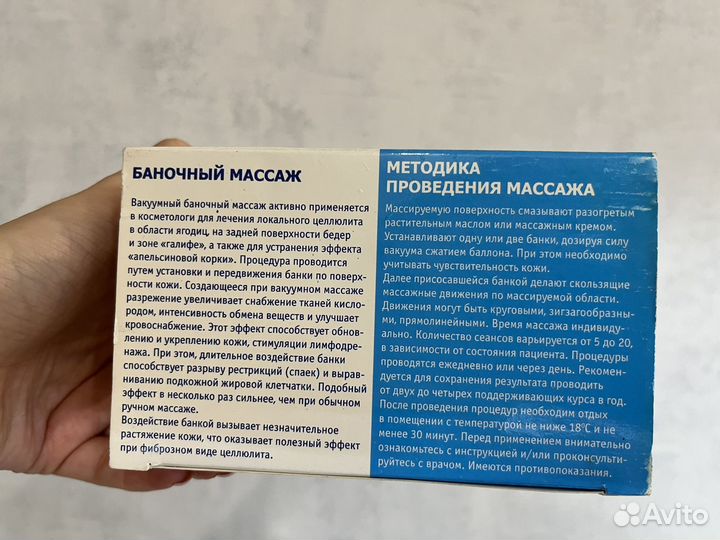 БАНОЧНЫЙ МАССАЖ
Вакуумный баночный массаж активно применяется
в косметологи для лечения локального целлюлита
в области ягодиц, на задней поверхности бедер
и зоне «галифе», а также для устранения эффекта
«апельсиновой корки». Процедура проводится
путем установки и передвижения банки по поверх-
ности кожи. Создающееся при вакуумном массаже
разрежение увеличивает снабжение тканей кисло-
родом, интенсивность обмена веществ и улучшает
кровоснабжение. Этот эффект способствует обнов-
лению и укреплению кожи, стимуляции лимфодре-
нажа. При этом, длительное воздействие банки
способствует разрыву рестрикций (спаек) и вырав-
ниванию подкожной жировой клетчатки. Подобный
эффект в несколько раз сильнее, чем при обычном
ручном массаже.
Воздействие банкой вызывает незначительное
растяжение кожи, что оказывает полезный эффект
при фиброзном виде целлюлита.
МЕТОДИКА
ПРОВЕДЕНИЯ МАССАЖА
Массируемую поверхность смазывают разогретым
растительным маслом или массажным кремом.
Устанавливают одну или две банки, дозируя силу
вакуума сжатием баллона. При этом необходимо
учитывать чувствительность кожи.
Далее присосавшейся банкой делают скользящие
массажные движения по массируемой области.
Движения могут быть круговыми, зигзагообразны-
ми, прямолинейными. Время массажа индивиду-
ально. Количество сеансов варьируется от 5 до 20,
в зависимости от состояния пациента. Процедуры
проводятся ежедневно или через день. Рекомен-
дуется для сохранения результата проводить
от двух до четырех поддерживающих курса в год.
После проведения процедур необходим отдых
в помещении с температурой не ниже 18°С и не
менее 30 минут. Перед применением внимательно
ознакомьтесь с инструкцией и/или проконсульти-
руйтесь с врачом. Имеются противопоказания.
Avito